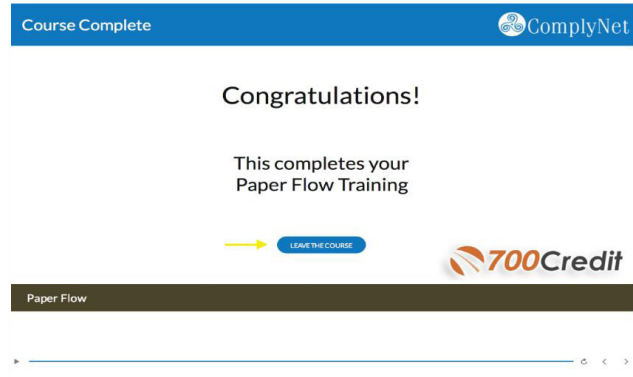 Course Complete
ComplyNet
Congratulations!
This completes your
Paper Flow Training
LEAVE THE COURSE
700Credit
Paper Flow